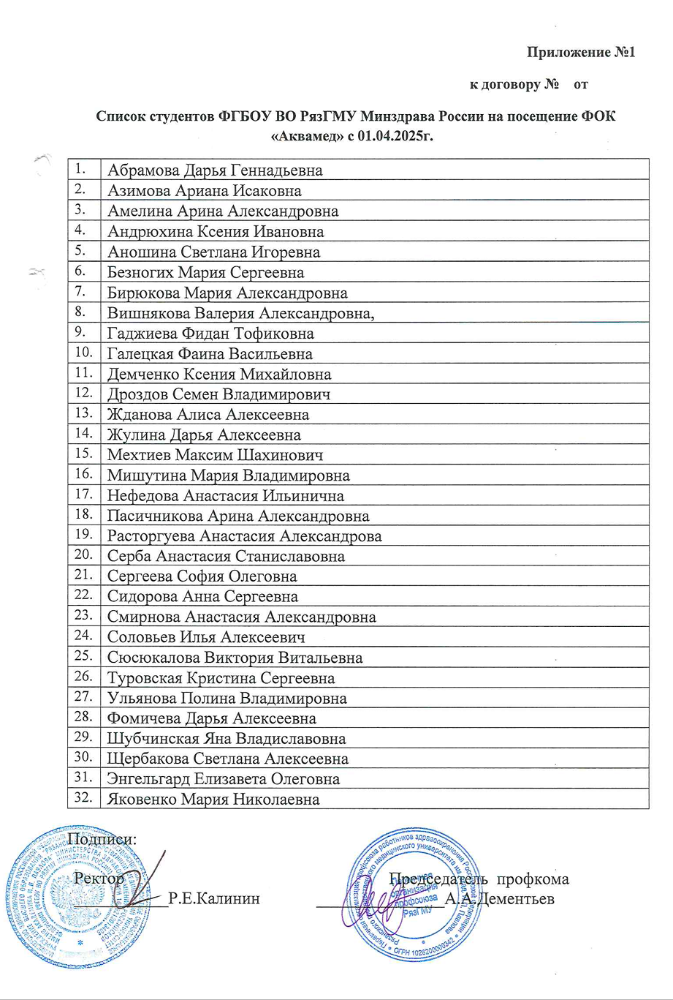 Приложение №1
к договору № от
Список студентов ФГБОУ ВО РязГМУ Минздрава России на посещение ФОК
«Аквамед» с 01.04.2025г.
1. Абрамова Дарья Геннадьевна
2. Азимова Ариана Исаковна
3. Амелина Арина Александровна
4. Андрюхина Ксения Ивановна
5. Аношина Светлана Игоревна
6. Безногих Мария Сергеевна
7. Бирюкова Мария Александровна
8. Вишнякова Валерия Александровна,
9. Гаджиева Фидан Тофиковна
10. Галецкая Фаина Васильевна
11. Демченко Ксения Михайловна
12. Дроздов Семен Владимирович
13. Жданова Алиса Алексеевна
14. Жулина Дарья Алексеевна
15. Мехтиев Максим Шахинович
16. Мишутина Мария Владимировна
17. Нефедова Анастасия Ильинична
18. Пасичникова Арина Александровна
19. Расторгуева Анастасия Александрова
20. Серба Анастасия Станиславовна
21. Сергеева София Олеговна
22. Сидорова Анна Сергеевна
23. Смирнова Анастасия Александровна
24. Соловьев Илья Алексеевич
25. Сюсюкалова Виктория Витальевна
26. Туровская Кристина Сергеевна
27. Ульянова Полина Владимировна
28. Фомичева Дарья Алексеевна
29. Шубчинская Яна Владиславовна
30. Щербакова Светлана Алексеевна
31. Энгельгард Елизавета Олеговна
32. Яковенко Мария Николаевна
Подписи:
Ректор Председатель профкома
Р.Е.Калинин А.А.Дементьев
Первичная
организация
профсоюза
РязГМУ
ОГРН 1026200000342